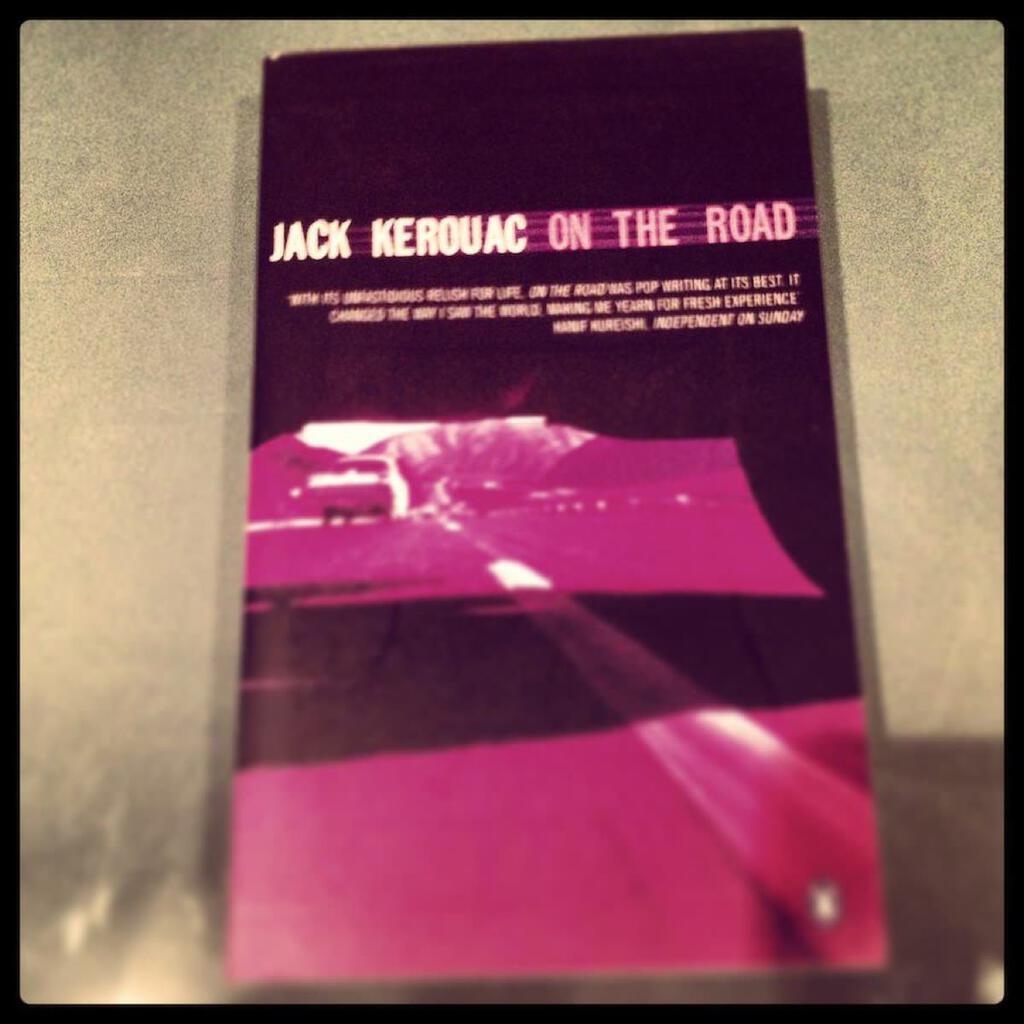 JACK KEROUAC ON THE ROAD
'WITH ITS UNFASTIDIOUS RELISH FOR LIFE, ON THE ROAD WAS POP WRITING AT ITS BEST. IT
CHANGED THE WAY I SAW THE WORLD, MAKING ME YEARN FOR FRESH EXPERIENCE'
HANIF KUREISHI, INDEPENDENT ON SUNDAY